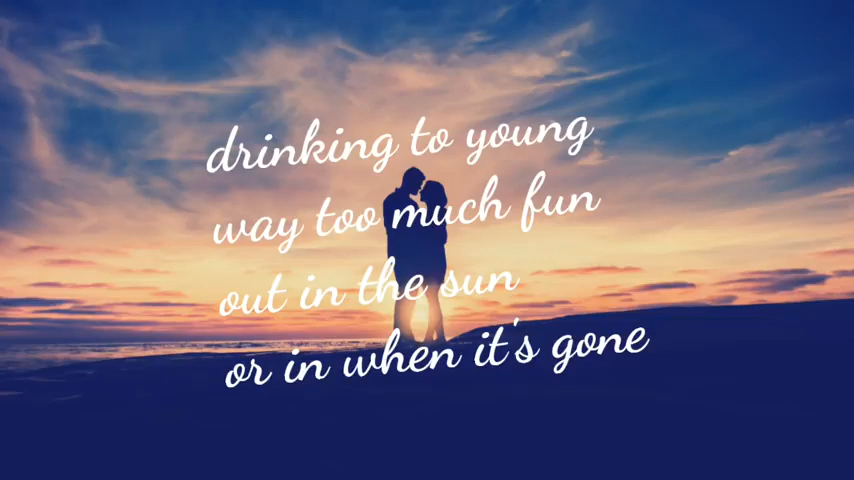 drinking to young
way too much fun
out in the sun
or in when it's gone